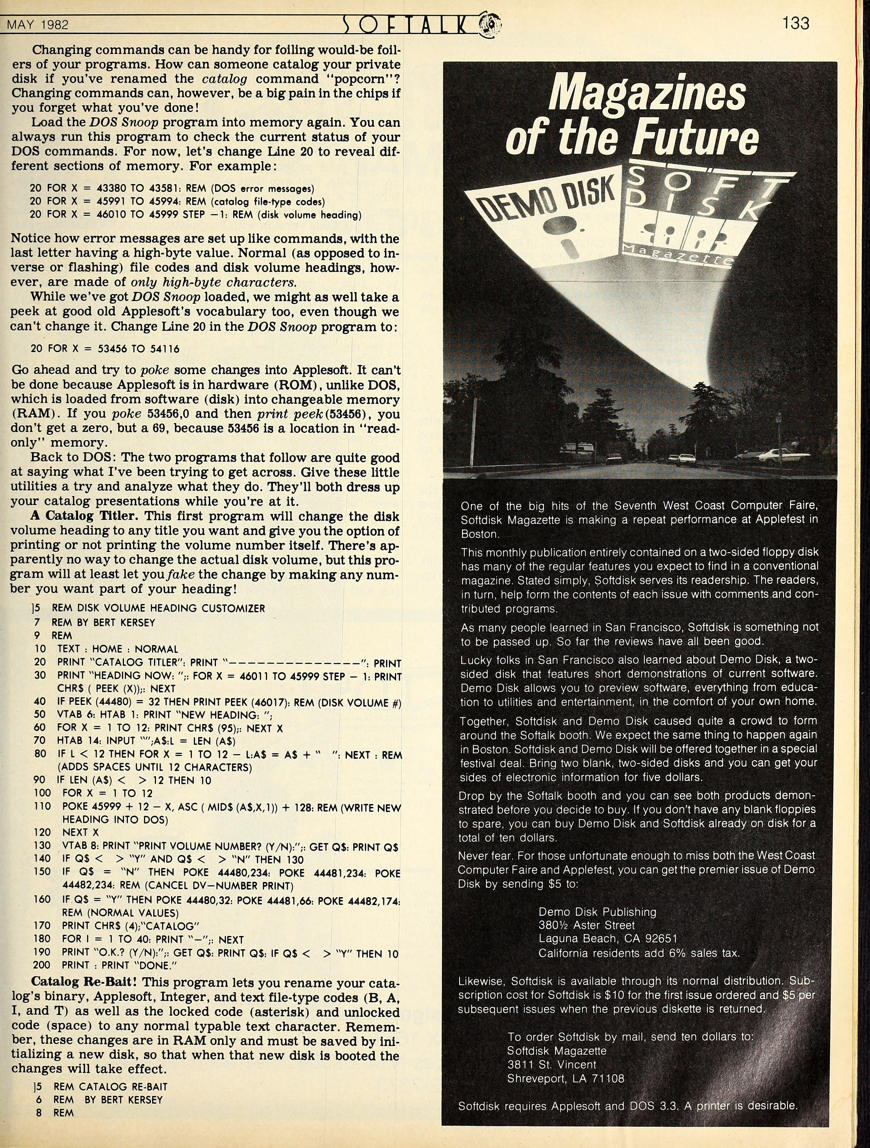 MAY 1982
SOFTALK
133
Changing commands can be handy for foiling would-be foil-
ers of your programs. How can someone catalog your private
disk if you've renamed the catalog command "popcorn"?
Changing commands can, however, be a big pain in the chips if
you forget what you've done!
Load the DOS Snoop program into memory again. You can
always run this program to check the current status of your
DOS commands. For now, let's change Line 20 to reveal dif-
ferent sections of memory. For example:
20 FOR X = 43380 TO 43581: REM (DOS error messages)
20 FOR X = 45991 TO 45994: REM (catalog file-type codes)
20 FOR X = 46010 TO 45999 STEP −1: REM (disk volume heading)
Notice how error messages are set up like commands, with the
last letter having a high-byte value. Normal (as opposed to in-
verse or flashing) file codes and disk volume headings, how-
ever, are made of only high-byte characters.
While we've got DOS Snoop loaded, we might as well take a
peek at good old Applesoft's vocabulary too, even though we
can't change it. Change Line 20 in the DOS Snoop program to:
20 FOR X = 53456 TO 54116
Go ahead and try to poke some changes into Applesoft. It can't
be done because Applesoft is in hardware (ROM), unlike DOS,
which is loaded from software (disk) into changeable memory
(RAM). If you poke 53456,0 and then print peek(53456), you
don't get a zero, but a 69, because 53456 is a location in "read-
only" memory.
Back to DOS: The two programs that follow are quite good
at saying what I've been trying to get across. Give these little
utilities a try and analyze what they do. They'll both dress up
your catalog presentations while you're at it.
A Catalog Titler. This first program will change the disk
volume heading to any title you want and give you the option of
printing or not printing the volume number itself. There's ap-
parently no way to change the actual disk volume, but this pro-
gram will at least let you fake the change by making any num-
ber you want part of your heading!
]5 REM DISK VOLUME HEADING CUSTOMIZER
7 REM BY BERT KERSEY
9 REM
10 TEXT : HOME : NORMAL
20 PRINT "CATALOG TITLER": PRINT "----------------": PRINT
30 PRINT "HEADING NOW: ";: FOR X = 46011 TO 45999 STEP − 1: PRINT
CHR$ ( PEEK (X));: NEXT
40 IF PEEK (44480) = 32 THEN PRINT PEEK (46017): REM (DISK VOLUME #)
50 VTAB 6: HTAB 1: PRINT "NEW HEADING: ";
60 FOR X = 1 TO 12: PRINT CHR$ (95);: NEXT X
70 HTAB 14: INPUT "";A$:L = LEN (A$)
80 IF L < 12 THEN FOR X = 1 TO 12 − L:A$ = A$ + " ": NEXT : REM
(ADDS SPACES UNTIL 12 CHARACTERS)
90 IF LEN (A$) < > 12 THEN 10
100 FOR X = 1 TO 12
110 POKE 45999 + 12 − X, ASC ( MID$ (A$,X,1)) + 128: REM (WRITE NEW
HEADING INTO DOS)
120 NEXT X
130 VTAB 8: PRINT "PRINT VOLUME NUMBER? (Y/N):";: GET Q$: PRINT Q$
140 IF Q$ < > "Y" AND Q$ < > "N" THEN 130
150 IF Q$ = "N" THEN POKE 44480,234: POKE 44481,234: POKE
44482,234: REM (CANCEL DV–NUMBER PRINT)
160 IF Q$ = "Y" THEN POKE 44480,32: POKE 44481,66: POKE 44482,174:
REM (NORMAL VALUES)
170 PRINT CHR$ (4);"CATALOG"
180 FOR I = 1 TO 40: PRINT "−";: NEXT
190 PRINT "O.K.? (Y/N):";: GET Q$: PRINT Q$: IF Q$ < > "Y" THEN 10
200 PRINT : PRINT "DONE."
Catalog Re-Bait! This program lets you rename your cata-
log's binary, Applesoft, Integer, and text file-type codes (B, A,
I, and T) as well as the locked code (asterisk) and unlocked
code (space) to any normal typable text character. Remem-
ber, these changes are in RAM only and must be saved by ini-
tializing a new disk, so that when that new disk is booted the
changes will take effect.
]5 REM CATALOG RE-BAIT
6 REM BY BERT KERSEY
8 REM
Magazines
of the Future
DEMO DISK
SOFT
DISK
Magazette
One of the big hits of the Seventh West Coast Computer Faire,
Softdisk Magazette is making a repeat performance at Applefest in
Boston.
This monthly publication entirely contained on a two-sided floppy disk
has many of the regular features you expect to find in a conventional
magazine. Stated simply, Softdisk serves its readership. The readers,
in turn, help form the contents of each issue with comments and con-
tributed programs.
As many people learned in San Francisco, Softdisk is something not
to be passed up. So far the reviews have all been good.
Lucky folks in San Francisco also learned about Demo Disk, a two-
sided disk that features short demonstrations of current software.
Demo Disk allows you to preview software, everything from educa-
tion to utilities and entertainment, in the comfort of your own home.
Together, Softdisk and Demo Disk caused quite a crowd to form
around the Softalk booth. We expect the same thing to happen again
in Boston. Softdisk and Demo Disk will be offered together in a special
festival deal. Bring two blank, two-sided disks and you can get your
sides of electronic information for five dollars.
Drop by the Softalk booth and you can see both products demon-
strated before you decide to buy. If you don't have any blank floppies
to spare, you can buy Demo Disk and Softdisk already on disk for a
total of ten dollars.
Never fear. For those unfortunate enough to miss both the West Coast
Computer Faire and Applefest, you can get the premier issue of Demo
Disk by sending $5 to:
Demo Disk Publishing
380½ Aster Street
Laguna Beach, CA 92651
California residents add 6% sales tax.
Likewise, Softdisk is available through its normal distribution. Sub-
scription cost for Softdisk is $10 for the first issue ordered and $5 per
subsequent issues when the previous diskette is returned.
To order Softdisk by mail, send ten dollars to:
Softdisk Magazette
3811 St. Vincent
Shreveport, LA 71108
Softdisk requires Applesoft and DOS 3.3. A printer is desirable.